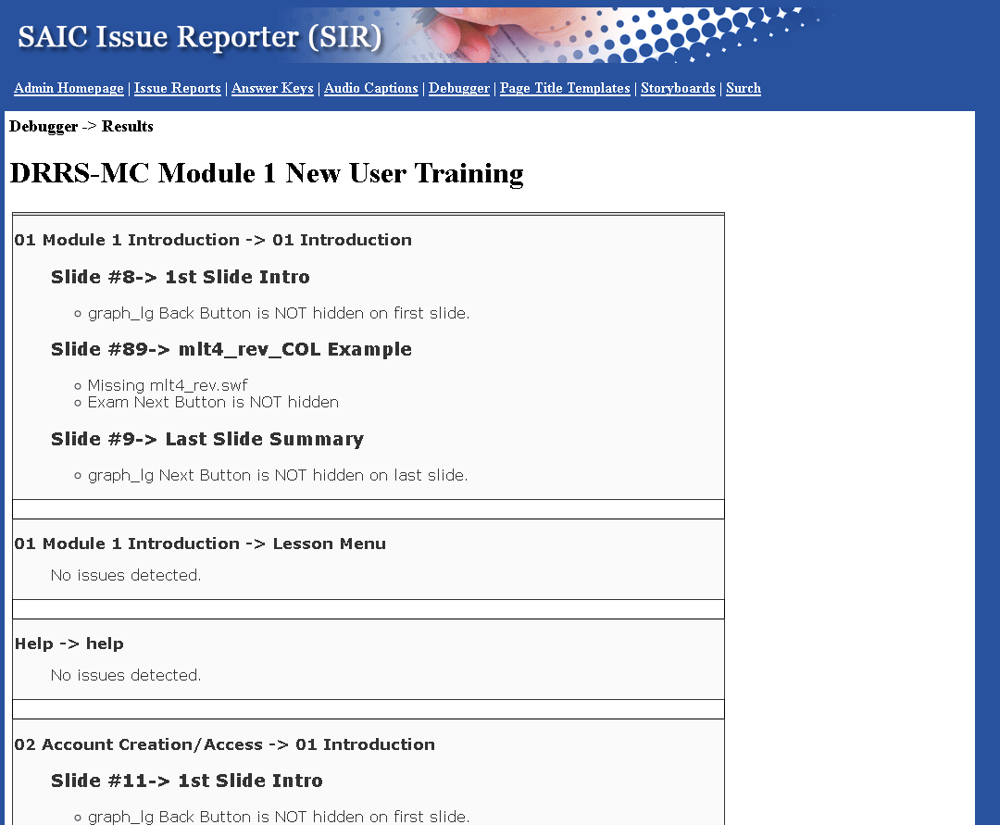 SAIC Issue Reporter (SIR)
Admin Homepage | Issue Reports | Answer Keys | Audio Captions | Debugger | Page Title Templates | Storyboards | Surch
Debugger -> Results
DRRS-MC Module 1 New User Training
01 Module 1 Introduction -> 01 Introduction
Slide #8-> 1st Slide Intro
graph_lg Back Button is NOT hidden on first slide.
Slide #89-> mlt4_rev_COL Example
Missing mlt4_rev.swf
Exam Next Button is NOT hidden
Slide #9-> Last Slide Summary
graph_lg Next Button is NOT hidden on last slide.
01 Module 1 Introduction -> Lesson Menu
No issues detected.
Help -> help
No issues detected.
02 Account Creation/Access -> 01 Introduction
Slide #11-> 1st Slide Intro
graph_lg Back Button is NOT hidden on first slide.